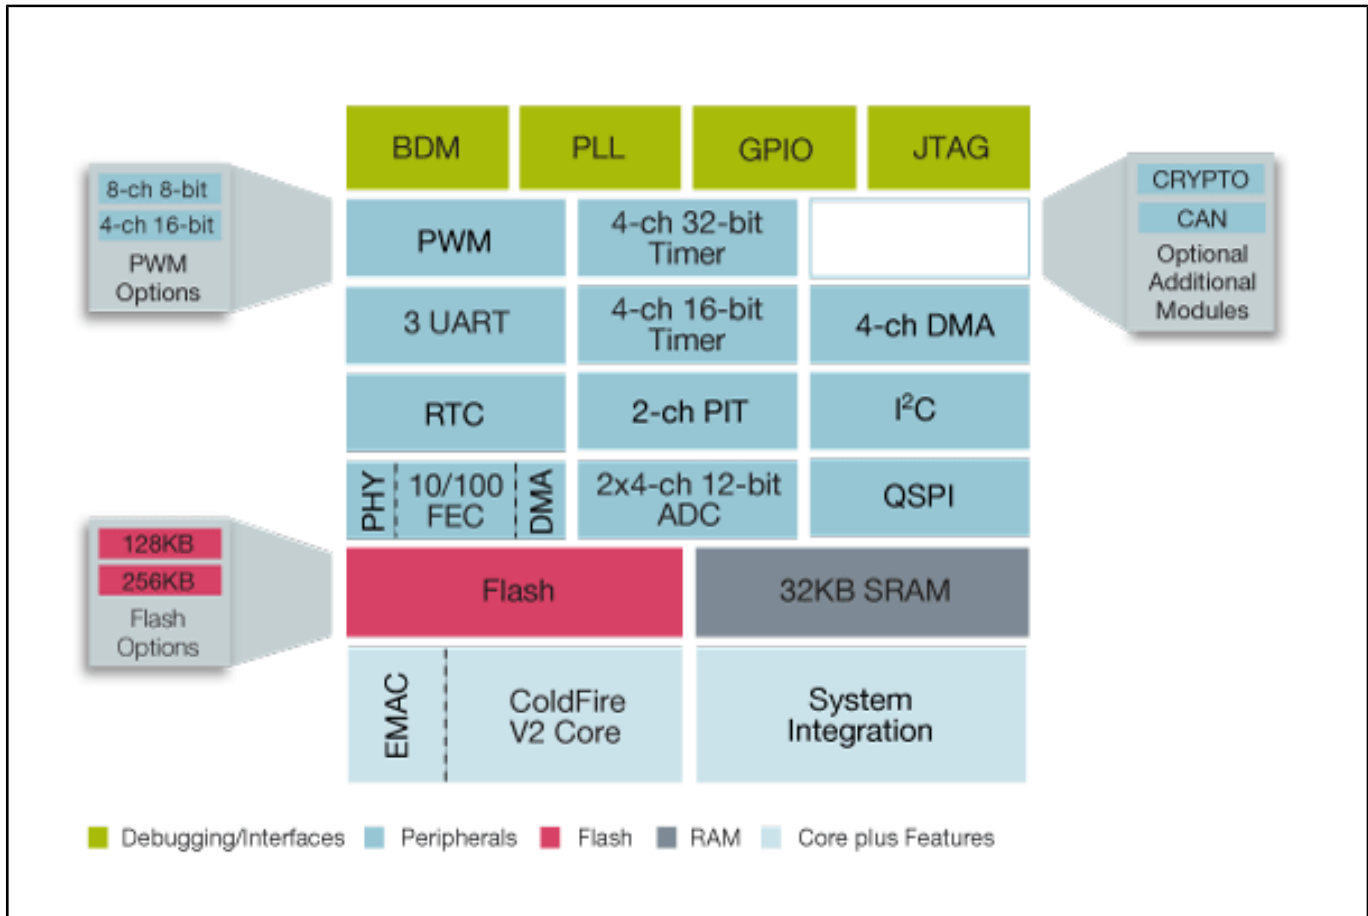 BDM
PLL
GPIO
JTAG
8-ch 8-bit
4-ch 16-bit
PWM
Options
PWM
4-ch 32-bit
Timer
CRYPTO
CAN
Optional
Additional
Modules
3 UART
4-ch 16-bit
Timer
4-ch DMA
RTC
2-ch PIT
I²C
PHY
10/100
FEC
DMA
2x4-ch 12-bit
ADC
QSPI
128KB
256KB
Flash
Options
Flash
32KB SRAM
EMAC
ColdFire
V2 Core
System
Integration
Debugging/Interfaces
Peripherals
Flash
RAM
Core plus Features